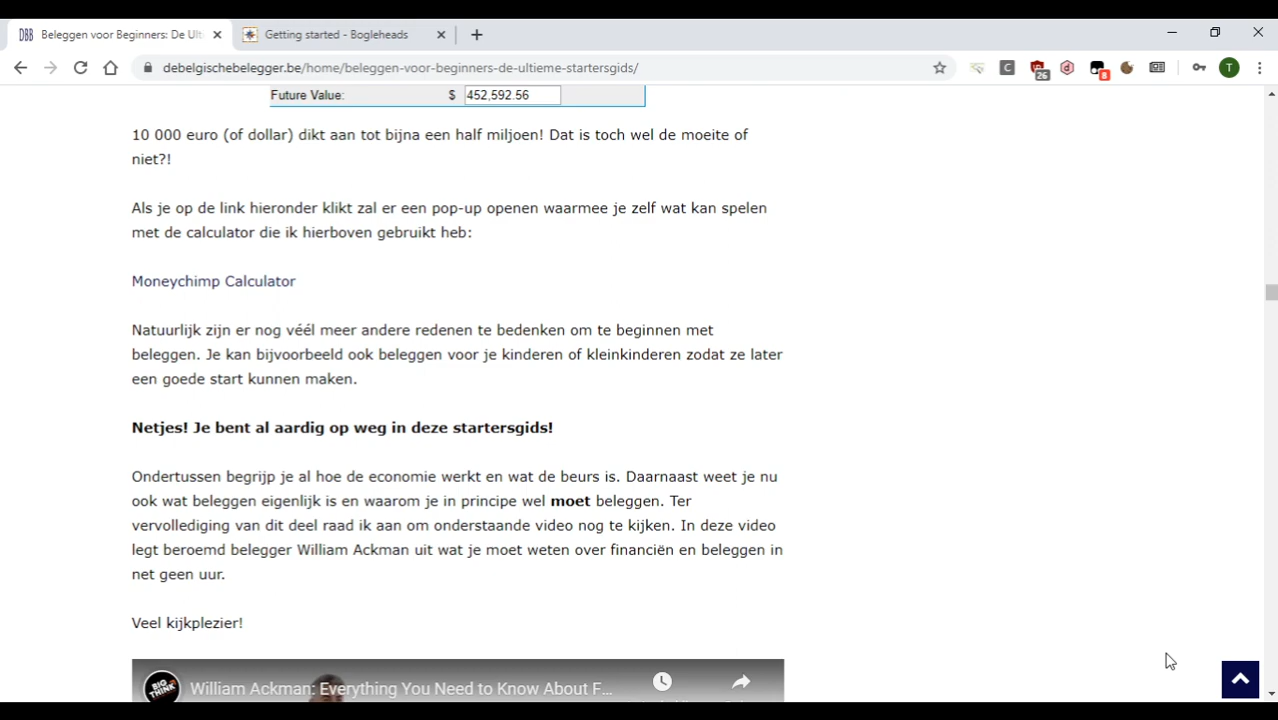 DBB Beleggen voor Beginners: De Ulti
Getting started - Bogleheads
debelgischebelegger.be/home/beleggen-voor-beginners-de-ultieme-startersgids/
C
26
d
8
T
Future Value: $ 452,592.56
10 000 euro (of dollar) dikt aan tot bijna een half miljoen! Dat is toch wel de moeite of
niet?!
Als je op de link hieronder klikt zal er een pop-up openen waarmee je zelf wat kan spelen
met de calculator die ik hierboven gebruikt heb:
Moneychimp Calculator
Natuurlijk zijn er nog véél meer andere redenen te bedenken om te beginnen met
beleggen. Je kan bijvoorbeeld ook beleggen voor je kinderen of kleinkinderen zodat ze later
een goede start kunnen maken.
Netjes! Je bent al aardig op weg in deze startersgids!
Ondertussen begrijp je al hoe de economie werkt en wat de beurs is. Daarnaast weet je nu
ook wat beleggen eigenlijk is en waarom je in principe wel moet beleggen. Ter
vervollediging van dit deel raad ik aan om onderstaande video nog te kijken. In deze video
legt beroemd belegger William Ackman uit wat je moet weten over financiën en beleggen in
net geen uur.
Veel kijkplezier!
BIG THINK William Ackman: Everything You Need to Know About F...